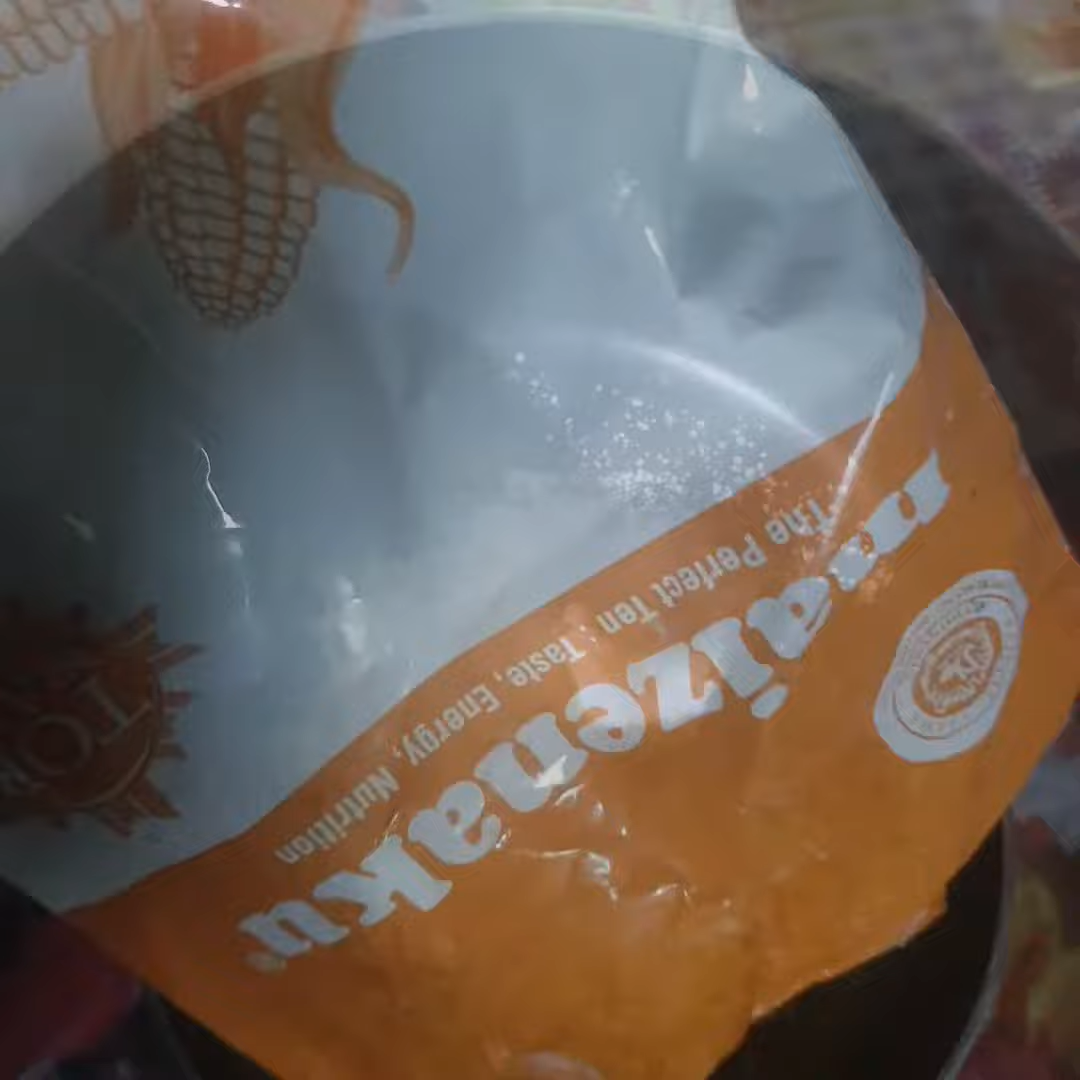 maizenaku
The Perfect Ten : Taste, Energy, Nutrition